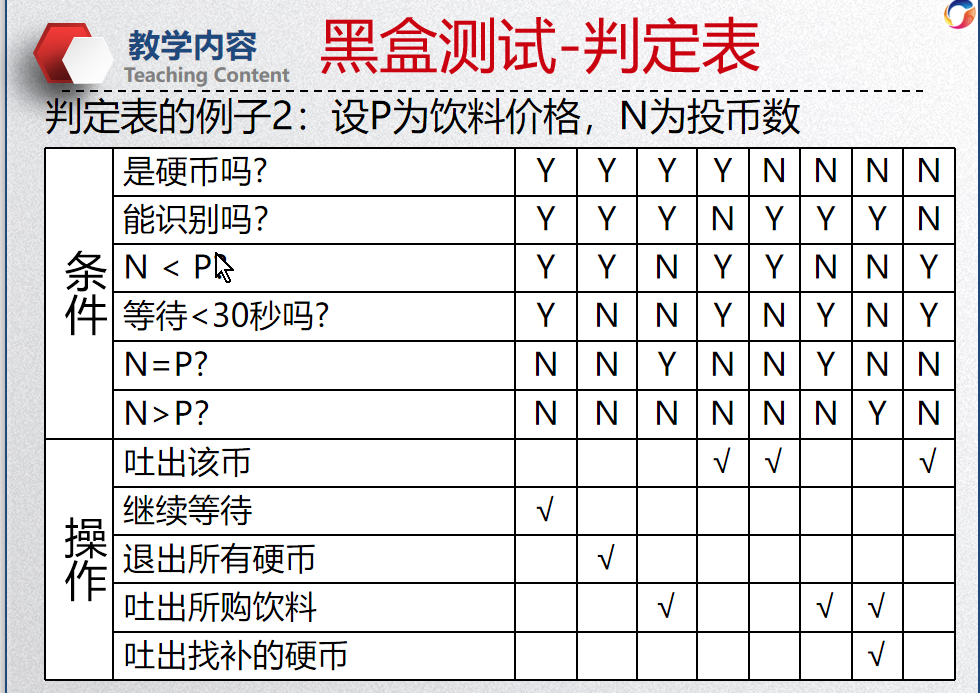 教学内容
Teaching Content
黑盒测试-判定表
判定表的例子2：设P为饮料价格，N为投币数
条件
是硬币吗? Y Y Y Y N N N N
能识别吗? Y Y Y N Y Y Y N
N < P? Y Y N Y Y N N Y
等待<30秒吗? Y N N Y N Y N Y
N=P? N N Y N N Y N N
N>P? N N N N N N Y N
操作
吐出该币 √ √ √
继续等待 √
退出所有硬币 √
吐出所购饮料 √ √ √
吐出找补的硬币 √